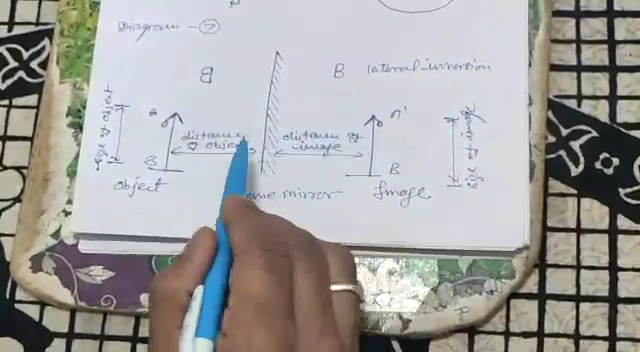 Diagram - 7
B
B lateral inversion
A
A'
Size of object
distance of object
distance of image
Size of image
B
B
Object
mirror
Image